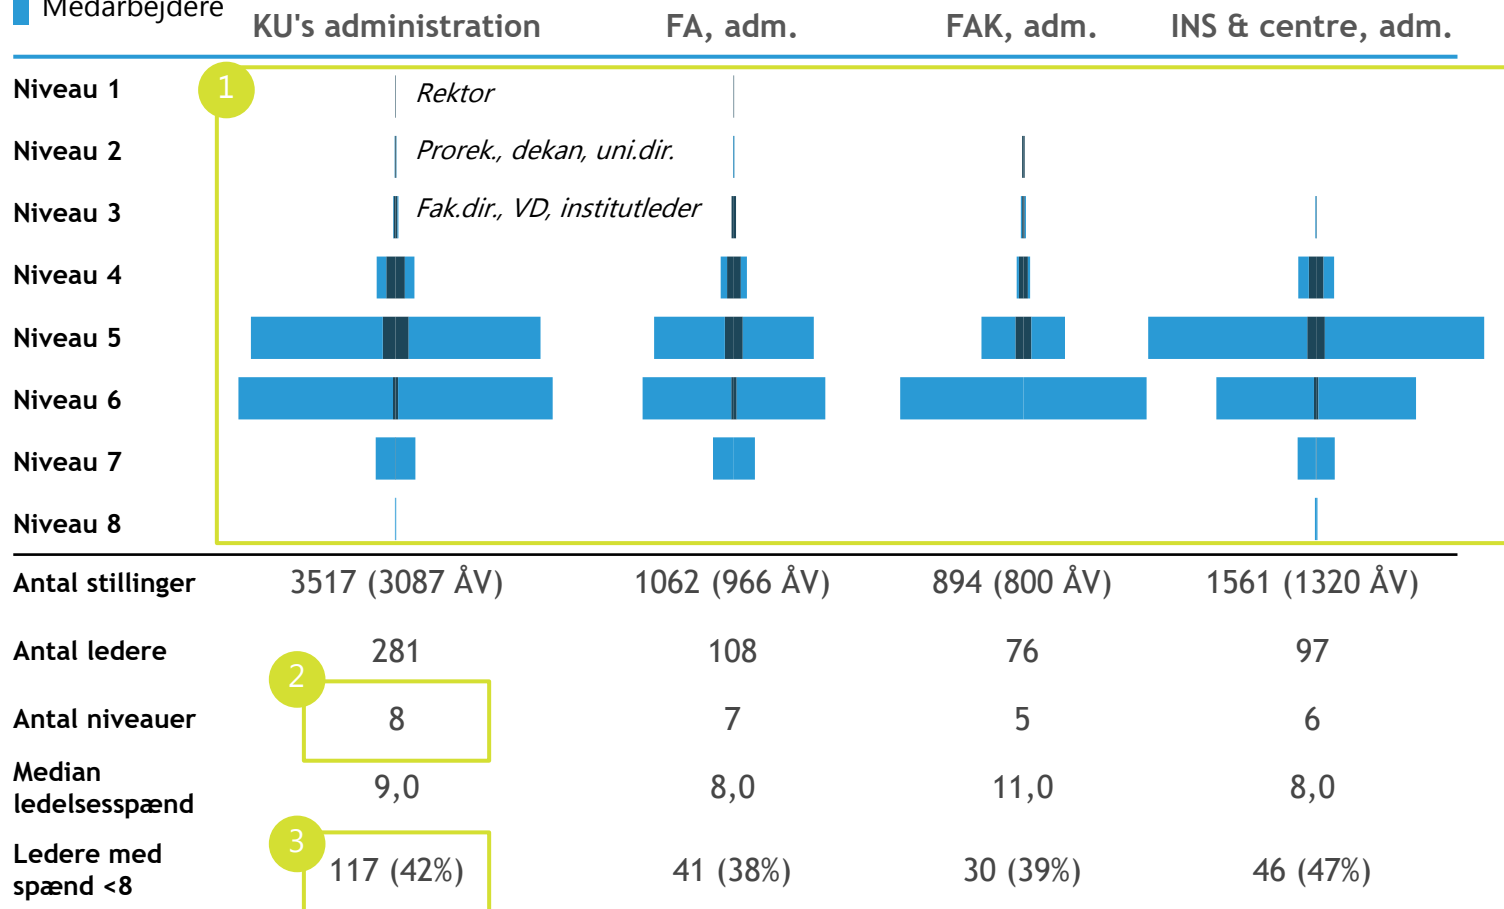 Medarbejdere
KU's administration FA, adm. FAK, adm. INS & centre, adm.
1
Niveau 1 Rektor
Niveau 2 Prorek., dekan, uni.dir.
Niveau 3 Fak.dir., VD, institutleder
Niveau 4
Niveau 5
Niveau 6
Niveau 7
Niveau 8
Antal stillinger 3517 (3087 ÅV) 1062 (966 ÅV) 894 (800 ÅV) 1561 (1320 ÅV)
Antal ledere 281 108 76 97
2
Antal niveauer 8 7 5 6
Median
ledelsesspænd 9,0 8,0 11,0 8,0
3
Ledere med
spænd <8 117 (42%) 41 (38%) 30 (39%) 46 (47%)